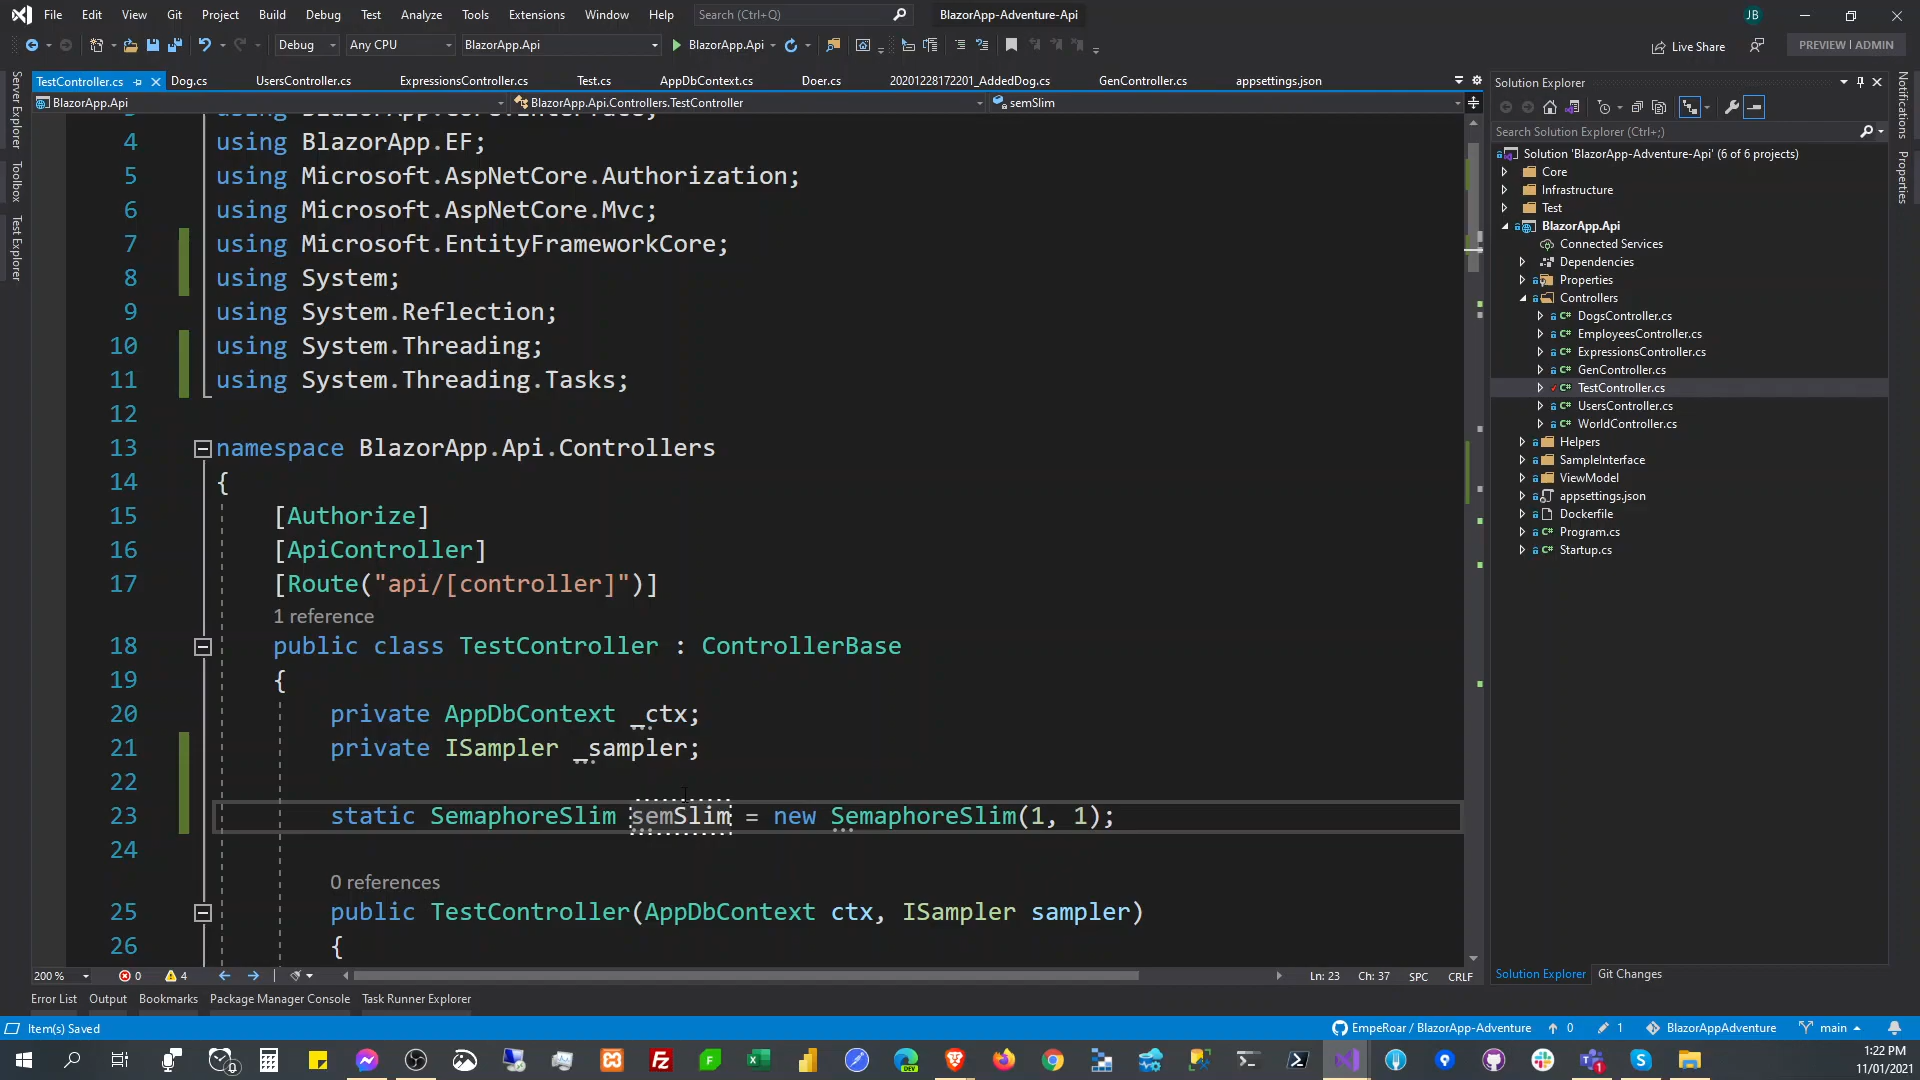 File Edit View Git Project Build Debug Test Analyze Tools Extensions Window Help Search (Ctrl+Q) BlazorApp-Adventure-Api JB
Debug Any CPU BlazorApp.Api BlazorApp.Api Live Share PREVIEW | ADMIN
TestController.cs Dog.cs UsersController.cs ExpressionsController.cs Test.cs AppDbContext.cs Doer.cs 20201228172201_AddedDog.cs GenController.cs appsettings.json
BlazorApp.Api BlazorApp.Api.Controllers.TestController semSlim
Server Explorer
Toolbox
Test Explorer
4 using BlazorApp.EF;
5 using Microsoft.AspNetCore.Authorization;
6 using Microsoft.AspNetCore.Mvc;
7 using Microsoft.EntityFrameworkCore;
8 using System;
9 using System.Reflection;
10 using System.Threading;
11 using System.Threading.Tasks;
12
13 namespace BlazorApp.Api.Controllers
14 {
15 [Authorize]
16 [ApiController]
17 [Route("api/[controller]")]
1 reference
18 public class TestController : ControllerBase
19 {
20 private AppDbContext _ctx;
21 private ISampler _sampler;
22
23 static SemaphoreSlim semSlim = new SemaphoreSlim(1, 1);
24
0 references
25 public TestController(AppDbContext ctx, ISampler sampler)
26 {
200 % 0 4 Ln: 23 Ch: 37 SPC CRLF
Error List Output Bookmarks Package Manager Console Task Runner Explorer
Solution Explorer
Search Solution Explorer (Ctrl+;)
Solution 'BlazorApp-Adventure-Api' (6 of 6 projects)
Core
Infrastructure
Test
BlazorApp.Api
Connected Services
Dependencies
Properties
Controllers
DogsController.cs
EmployeesController.cs
ExpressionsController.cs
GenController.cs
TestController.cs
UsersController.cs
WorldController.cs
Helpers
SampleInterface
ViewModel
appsettings.json
Dockerfile
Program.cs
Startup.cs
Solution Explorer Git Changes
Notifications
Properties
Item(s) Saved EmpeRoar / BlazorApp-Adventure 0 1 BlazorAppAdventure main
1:22 PM
11/01/2021